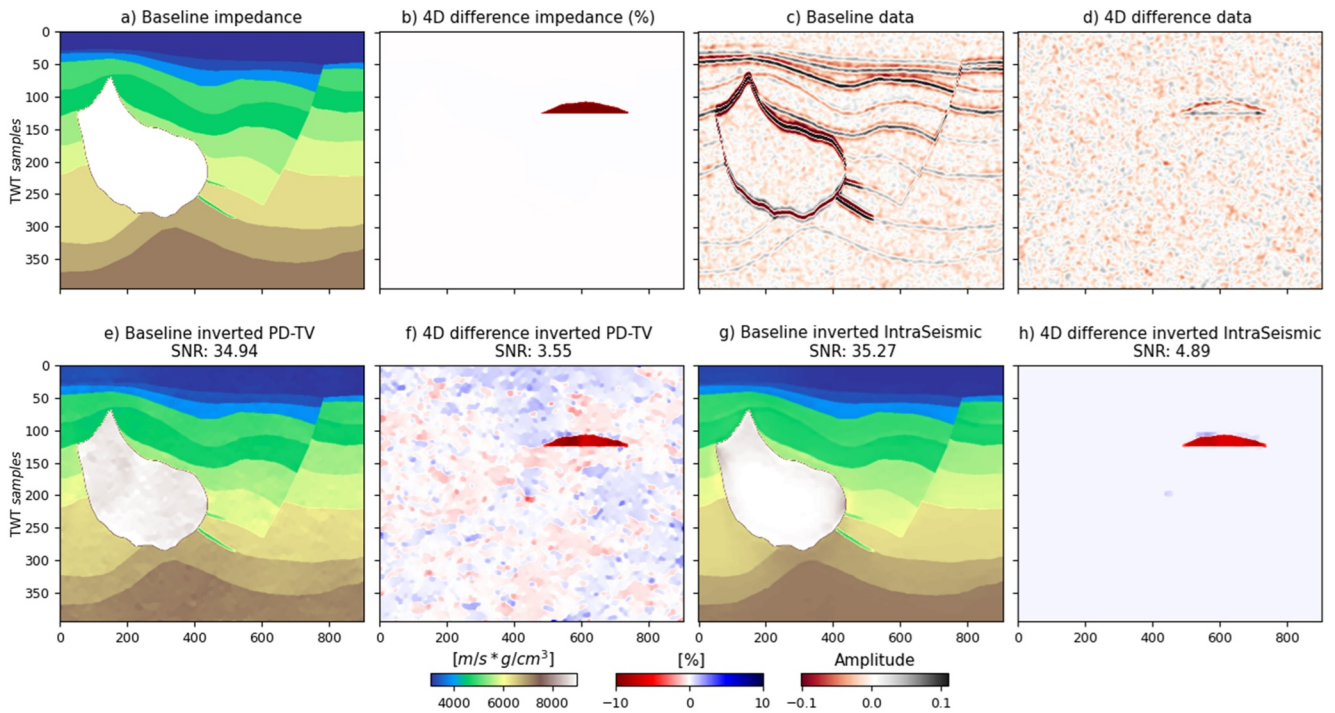 a) Baseline impedance
b) 4D difference impedance (%)
c) Baseline data
d) 4D difference data
TWT samples
0
50
100
150
200
250
300
350
e) Baseline inverted PD-TV
SNR: 34.94
f) 4D difference inverted PD-TV
SNR: 3.55
g) Baseline inverted IntraSeismic
SNR: 35.27
h) 4D difference inverted IntraSeismic
SNR: 4.89
TWT samples
0
50
100
150
200
250
300
350
0 200 400 600 800
0 200 400 600 800
0 200 400 600 800
0 200 400 600 800
[m/s * g/cm³]
4000 6000 8000
[%]
−10 0 10
Amplitude
−0.1 0.0 0.1